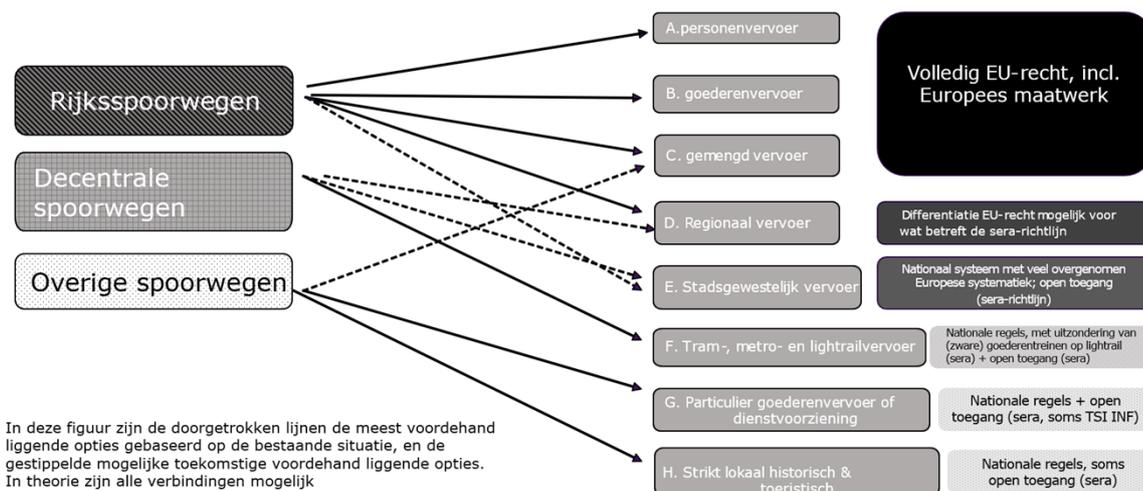 Rijksspoorwegen
Decentrale
spoorwegen
Overige spoorwegen
In deze figuur zijn de doorgetrokken lijnen de meest voordehand
liggende opties gebaseerd op de bestaande situatie, en de
gestippelde mogelijke toekomstige voordehand liggende opties.
In theorie zijn alle verbindingen mogelijk
A.personenvervoer
B. goederenvervoer
C. gemengd vervoer
D. Regionaal vervoer
E. Stadsgewestelijk vervoer
F. Tram-, metro- en lightrailvervoer
G. Particulier goederenvervoer of
dienstvoorziening
H. Strikt lokaal historisch &
toeristisch
Volledig EU-recht, incl.
Europees maatwerk
Differentiatie EU-recht mogelijk voor
wat betreft de sera-richtlijn
Nationaal systeem met veel overgenomen
Europese systematiek; open toegang
(sera-richtlijn)
Nationale regels, met uitzondering van
(zware) goederentreinen op lightrail
(sera) + open toegang (sera)
Nationale regels + open
toegang (sera, soms TSI INF)
Nationale regels, soms
open toegang (sera)